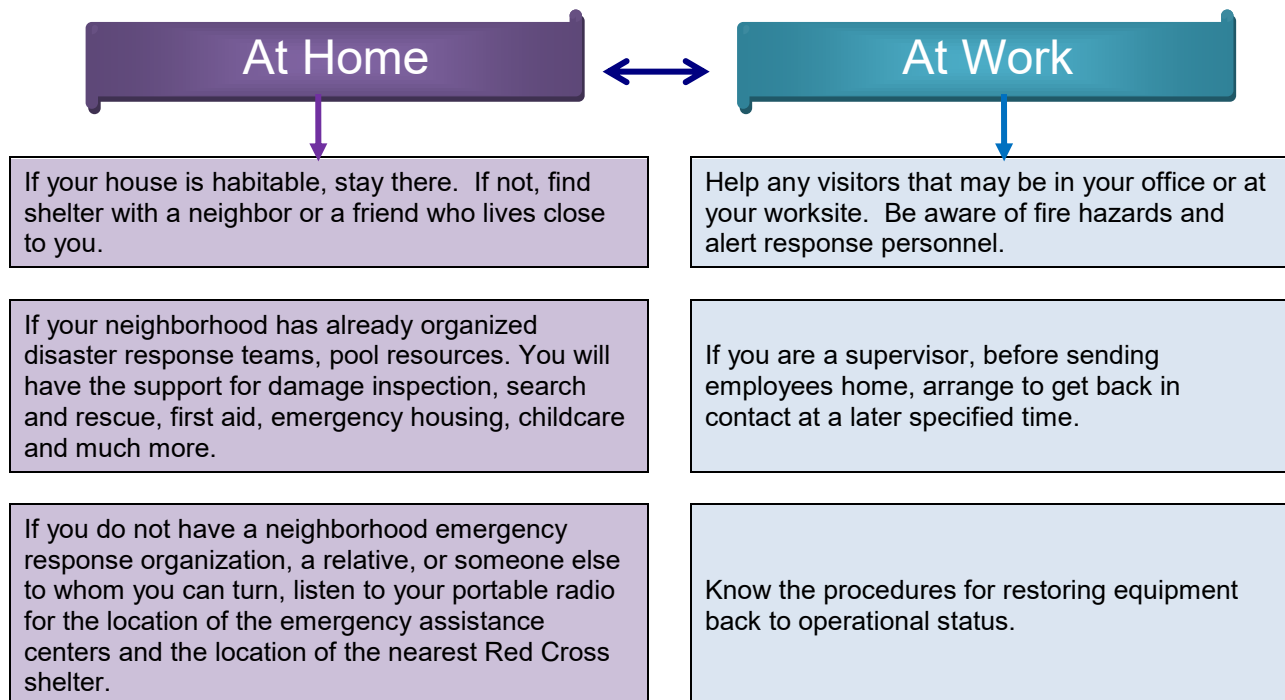 At Home
At Work
If your house is habitable, stay there.  If not, find
shelter with a neighbor or a friend who lives close
to you.
Help any visitors that may be in your office or at
your worksite.  Be aware of fire hazards and
alert response personnel.
If your neighborhood has already organized
disaster response teams, pool resources. You will
have the support for damage inspection, search
and rescue, first aid, emergency housing, childcare
and much more.
If you are a supervisor, before sending
employees home, arrange to get back in
contact at a later specified time.
If you do not have a neighborhood emergency
response organization, a relative, or someone else
to whom you can turn, listen to your portable radio
for the location of the emergency assistance
centers and the location of the nearest Red Cross
shelter.
Know the procedures for restoring equipment
back to operational status.